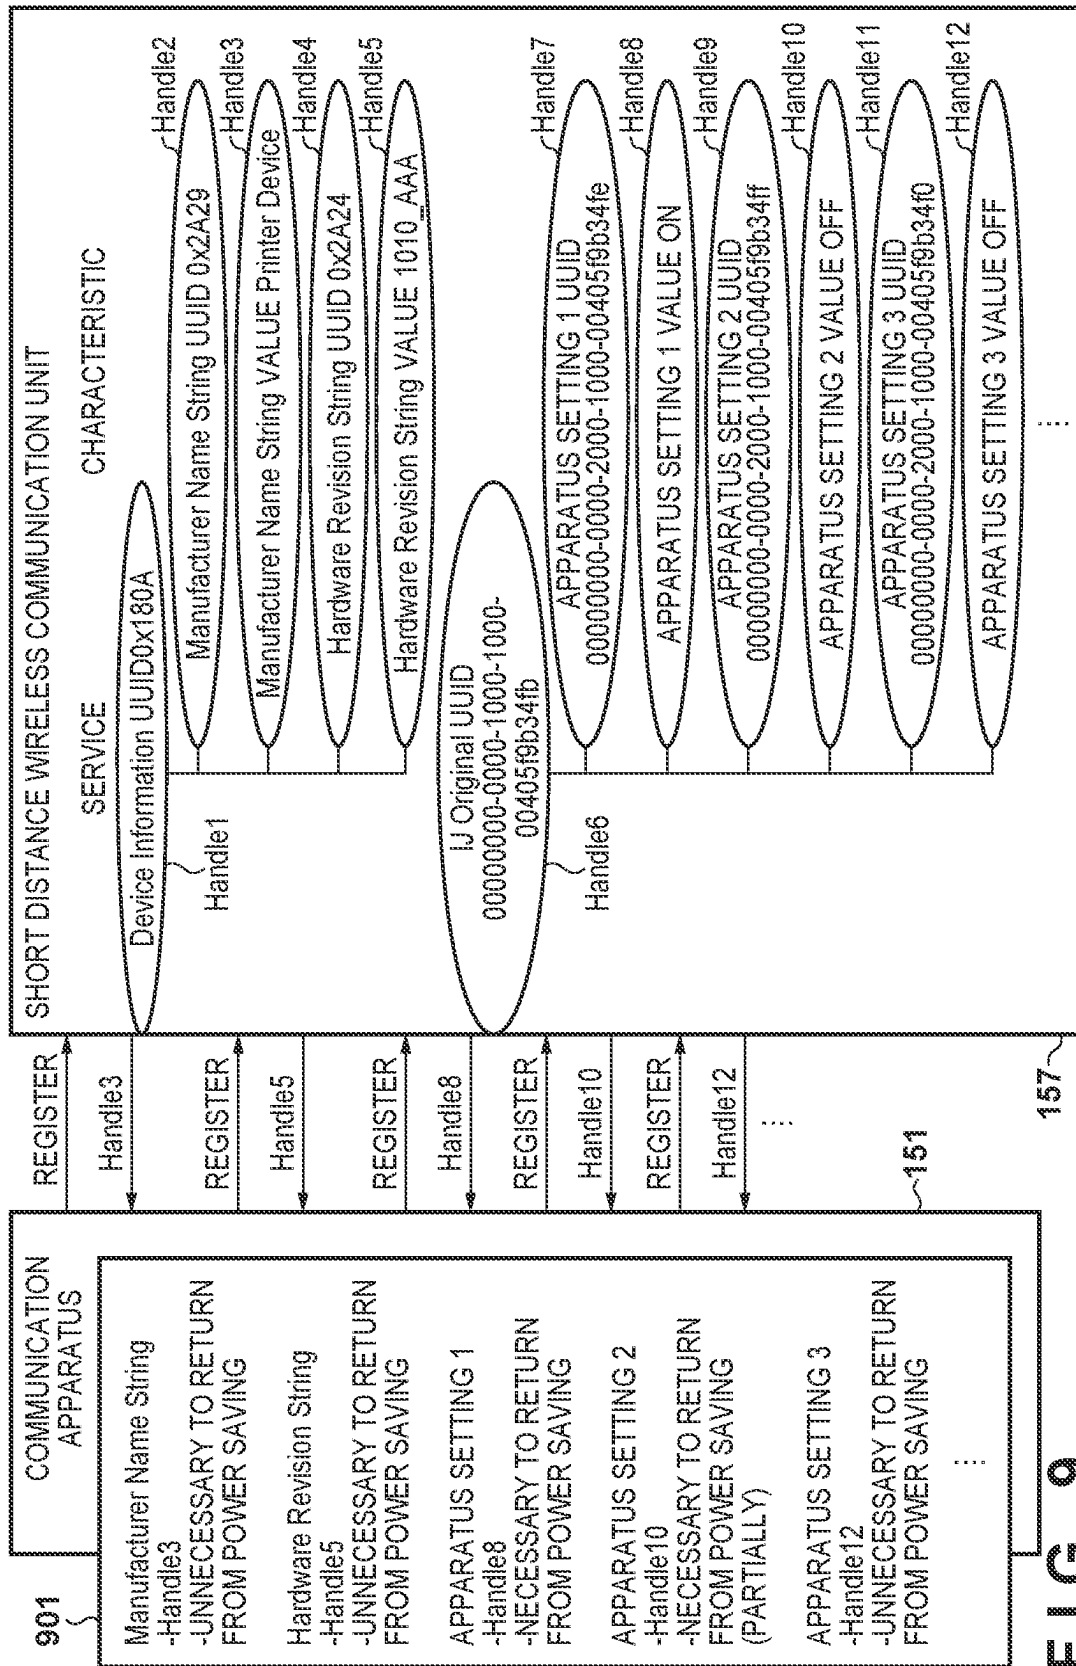 901
COMMUNICATION
APPARATUS
Manufacturer Name String
-Handle3
-UNNECESSARY TO RETURN
FROM POWER SAVING
Hardware Revision String
-Handle5
-UNNECESSARY TO RETURN
FROM POWER SAVING
APPARATUS SETTING 1
-Handle8
-NECESSARY TO RETURN
FROM POWER SAVING
APPARATUS SETTING 2
-Handle10
-NECESSARY TO RETURN
FROM POWER SAVING
(PARTIALLY)
APPARATUS SETTING 3
-Handle12
-UNNECESSARY TO RETURN
FROM POWER SAVING
151
REGISTER
Handle3
REGISTER
Handle5
REGISTER
Handle8
REGISTER
Handle10
REGISTER
Handle12
157
SHORT DISTANCE WIRELESS COMMUNICATION UNIT
SERVICE
CHARACTERISTIC
Device Information UUID0x180A
Handle1
Manufacturer Name String UUID 0x2A29
Handle2
Manufacturer Name String VALUE Printer Device
Handle3
Hardware Revision String UUID 0x2A24
Handle4
Hardware Revision String VALUE 1010_AAA
Handle5
IJ Original UUID
00000000-0000-1000-1000-
00405f9b34fb
Handle6
APPARATUS SETTING 1 UUID
00000000-0000-2000-1000-00405f9b34fe
Handle7
APPARATUS SETTING 1 VALUE ON
Handle8
APPARATUS SETTING 2 UUID
00000000-0000-2000-1000-00405f9b34ff
Handle9
APPARATUS SETTING 2 VALUE OFF
Handle10
APPARATUS SETTING 3 UUID
00000000-0000-2000-1000-00405f9b34f0
Handle11
APPARATUS SETTING 3 VALUE OFF
Handle12
FIG. 9